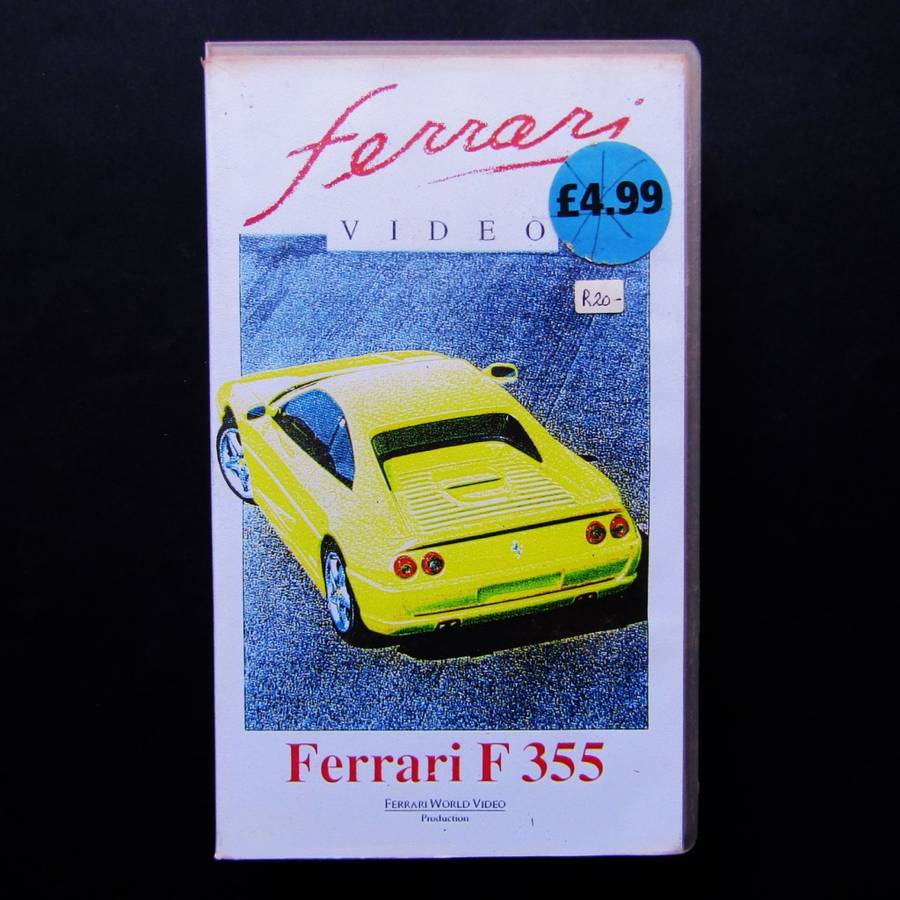 Ferrari
VIDEO
£4.99
R20-
Ferrari F 355
FERRARI WORLD VIDEO
Production